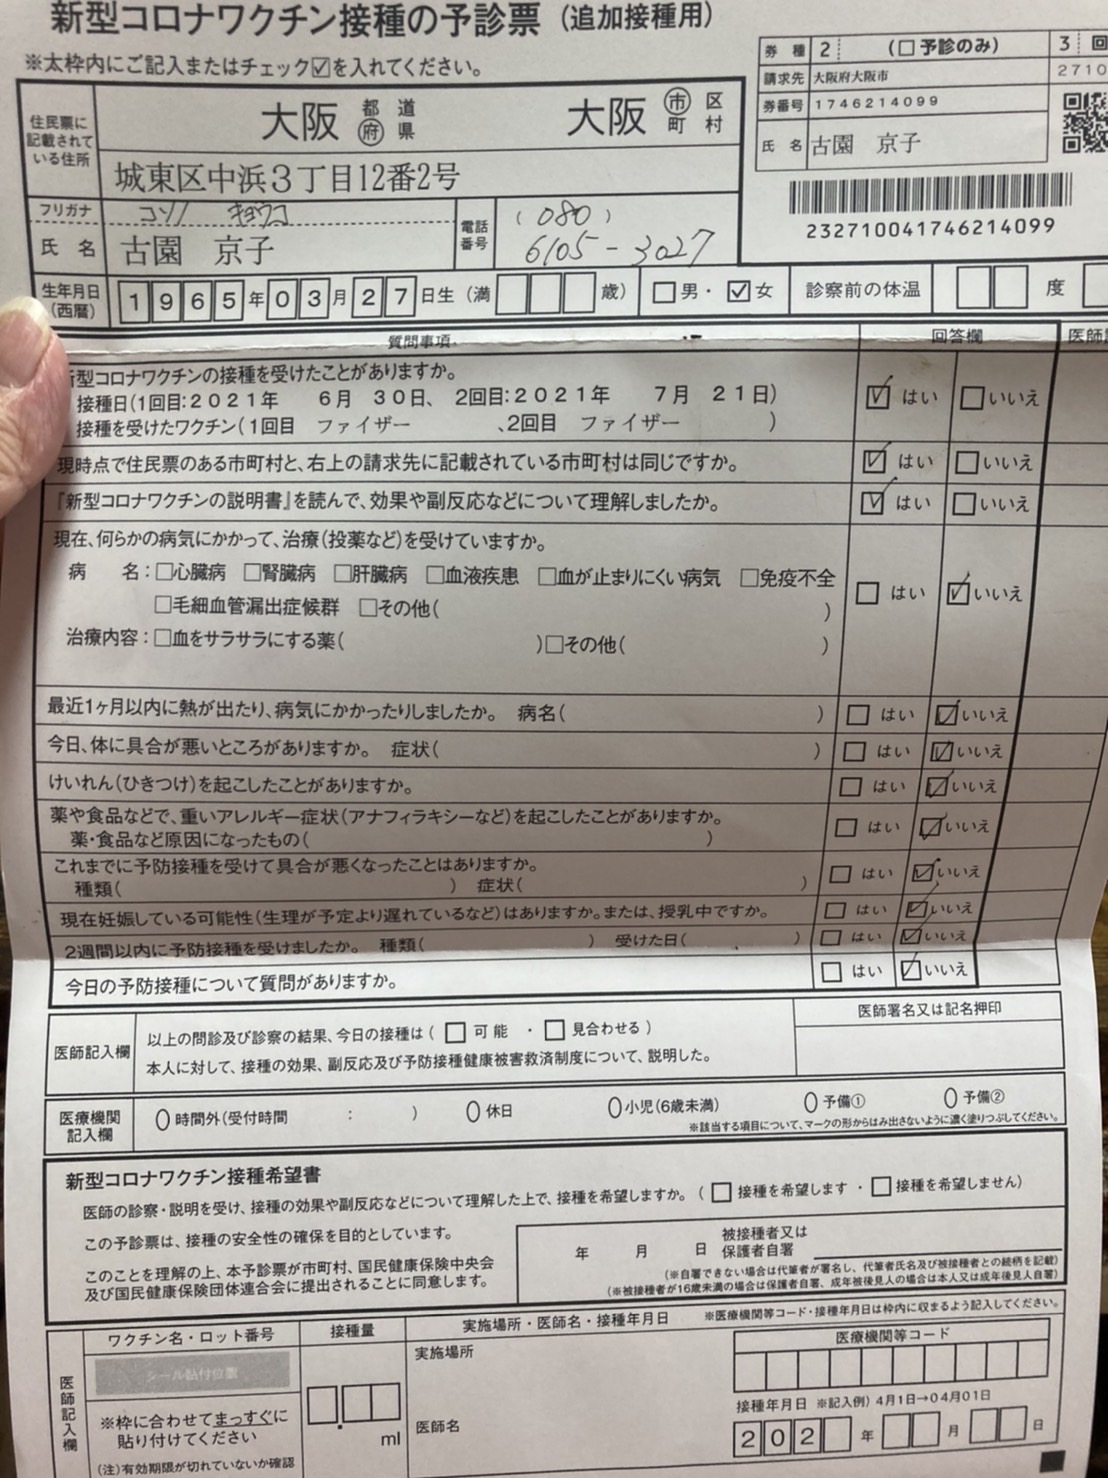 新型コロナワクチン接種の予診票（追加接種用）
※太枠内にご記入またはチェック☑を入れてください。
券種 2 （□予診のみ） 3 回
請求先 大阪府大阪市 2710
券番号 1746214099
氏名 古園 京子
232710041746214099
住民票に記載されている住所
大阪 都道府県 大阪 市区町村
城東区中浜３丁目12番2号
フリガナ コゾノ キョウコ
氏名 古園 京子
電話番号 （080） 6105-3027
生年月日（西暦） 1965年03月27日生（満 歳） □男・☑女 診察前の体温 度
質問事項 回答欄
新型コロナワクチンの接種を受けたことがありますか。
接種日（1回目：2021年 6月 30日、 2回目：2021年 7月 21日）
接種を受けたワクチン（1回目 ファイザー 、2回目 ファイザー ）
☑はい □いいえ
現時点で住民票のある市町村と、右上の請求先に記載されている市町村は同じですか。 ☑はい □いいえ
『新型コロナワクチンの説明書』を読んで、効果や副反応などについて理解しましたか。 ☑はい □いいえ
現在、何らかの病気にかかって、治療（投薬など）を受けていますか。
病名：□心臓病 □腎臓病 □肝臓病 □血液疾患 □血が止まりにくい病気 □免疫不全
□毛細血管漏出症候群 □その他（ ）
治療内容：□血をサラサラにする薬（ ）□その他（ ）
□はい ☑いいえ
最近1ヶ月以内に熱が出たり、病気にかかったりしましたか。 病名（ ） □はい ☑いいえ
今日、体に具合が悪いところがありますか。 症状（ ） □はい ☑いいえ
けいれん（ひきつけ）を起こしたことがありますか。 □はい ☑いいえ
薬や食品などで、重いアレルギー症状（アナフィラキシーなど）を起こしたことがありますか。
薬・食品など原因になったもの（ ） □はい ☑いいえ
これまでに予防接種を受けて具合が悪くなったことはありますか。
種類（ ） 症状（ ） □はい ☑いいえ
現在妊娠している可能性（生理が予定より遅れているなど）はありますか。または、授乳中ですか。 □はい ☑いいえ
2週間以内に予防接種を受けましたか。 種類（ ） 受けた日（ ） □はい ☑いいえ
今日の予防接種について質問がありますか。 □はい ☑いいえ
医師記入欄
以上の問診及び診察の結果、今日の接種は（□可能・□見合わせる）
本人に対して、接種の効果、副反応及び予防接種健康被害救済制度について、説明した。
医師署名又は記名押印
医療機関記入欄
時間外（受付時間 ： ） 休日 小児（6歳未満） 予備① 予備②
※該当する項目について、マークの形からはみ出さないように濃く塗りつぶしてください。
新型コロナワクチン接種希望書
医師の診察・説明を受け、接種の効果や副反応などについて理解した上で、接種を希望しますか。（□接種を希望します・□接種を希望しません）
この予診票は、接種の安全性の確保を目的としています。
このことを理解の上、本予診票が市町村、国民健康保険中央会
及び国民健康保険団体連合会に提出されることに同意します。
年 月 日 被接種者又は保護者自署
（※自署できない場合は代筆者が署名し、代筆者氏名及び被接種者との続柄を記載）
（※被接種者が16歳未満の場合は保護者自署、成年被後見人の場合は本人又は成年後見人自署）
医師記入欄
ワクチン名・ロット番号 接種量 実施場所・医師名・接種年月日 ※医療機関等コード・接種年月日は枠内に収まるよう記入してください。
シール貼付位置
※枠に合わせてまっすぐに
貼り付けてください
（注）有効期限が切れていないか確認
ml
実施場所
医師名
医療機関等コード
接種年月日 ※記入例）4月1日→04月01日
202 年 月 日